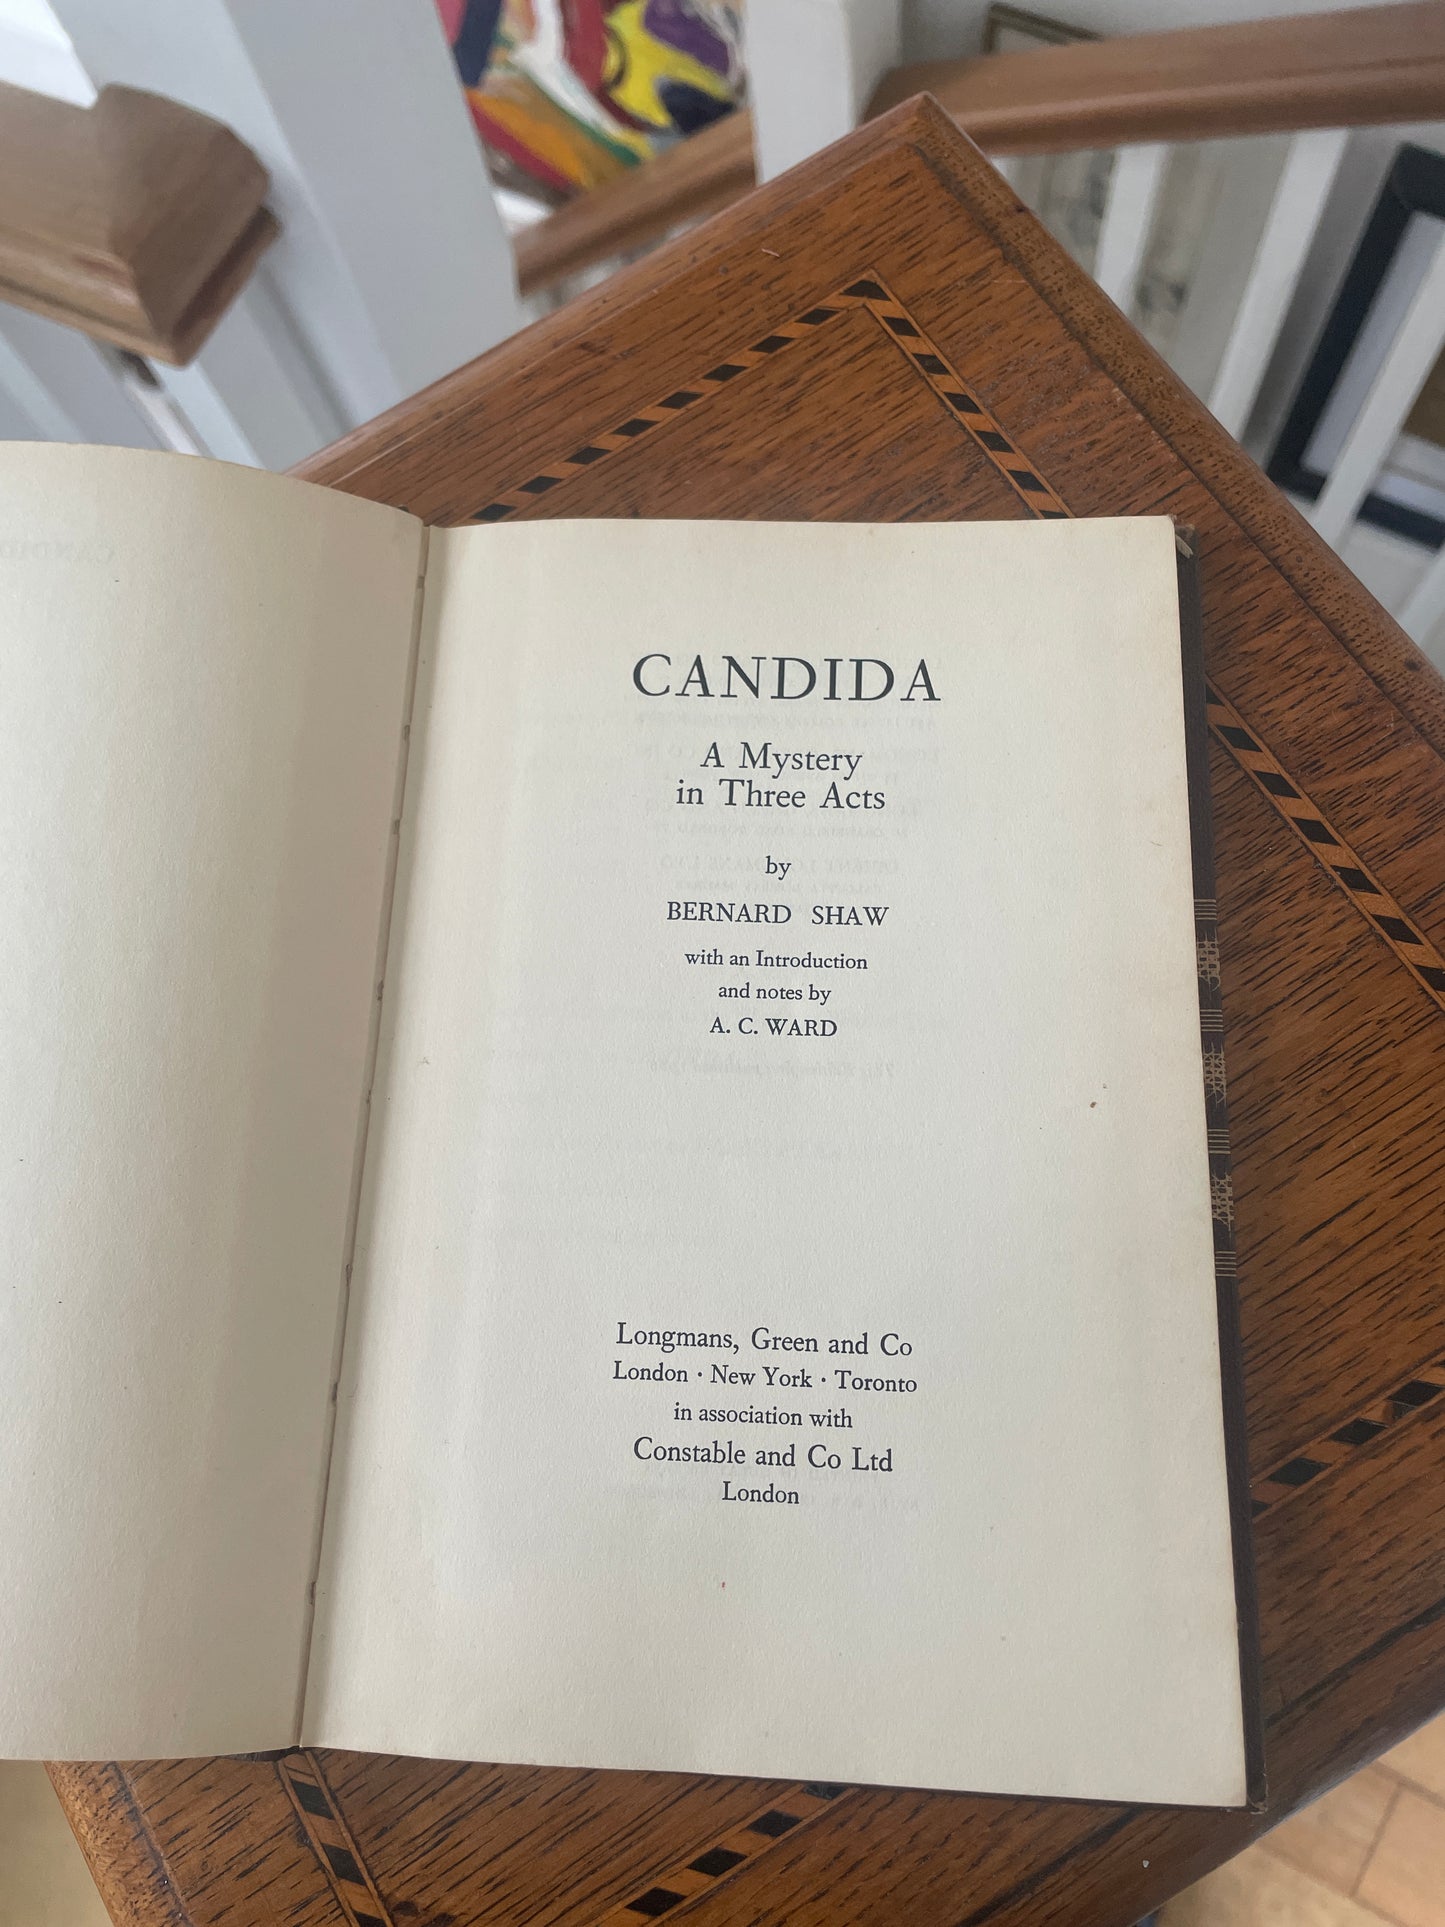 CANDIDA
A Mystery
in Three Acts
by
BERNARD SHAW
with an Introduction
and notes by
A. C. WARD
Longmans, Green and Co
London · New York · Toronto
in association with
Constable and Co Ltd
London